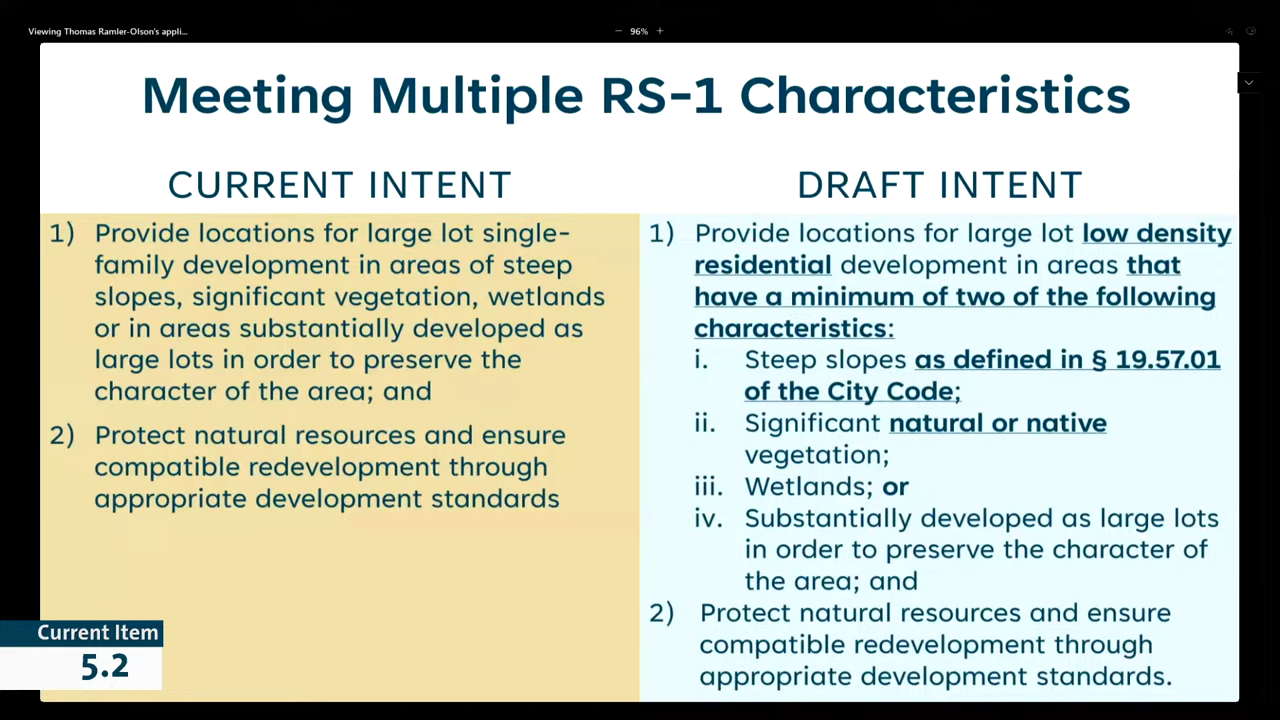 Viewing Thomas Ramler-Olson's appli...
96%
Meeting Multiple RS-1 Characteristics
CURRENT INTENT
1) Provide locations for large lot single-
family development in areas of steep
slopes, significant vegetation, wetlands
or in areas substantially developed as
large lots in order to preserve the
character of the area; and
2) Protect natural resources and ensure
compatible redevelopment through
appropriate development standards
DRAFT INTENT
1) Provide locations for large lot low density
residential development in areas that
have a minimum of two of the following
characteristics:
i. Steep slopes as defined in § 19.57.01
of the City Code;
ii. Significant natural or native
vegetation;
iii. Wetlands; or
iv. Substantially developed as large lots
in order to preserve the character of
the area; and
2) Protect natural resources and ensure
compatible redevelopment through
appropriate development standards.
Current Item
5.2